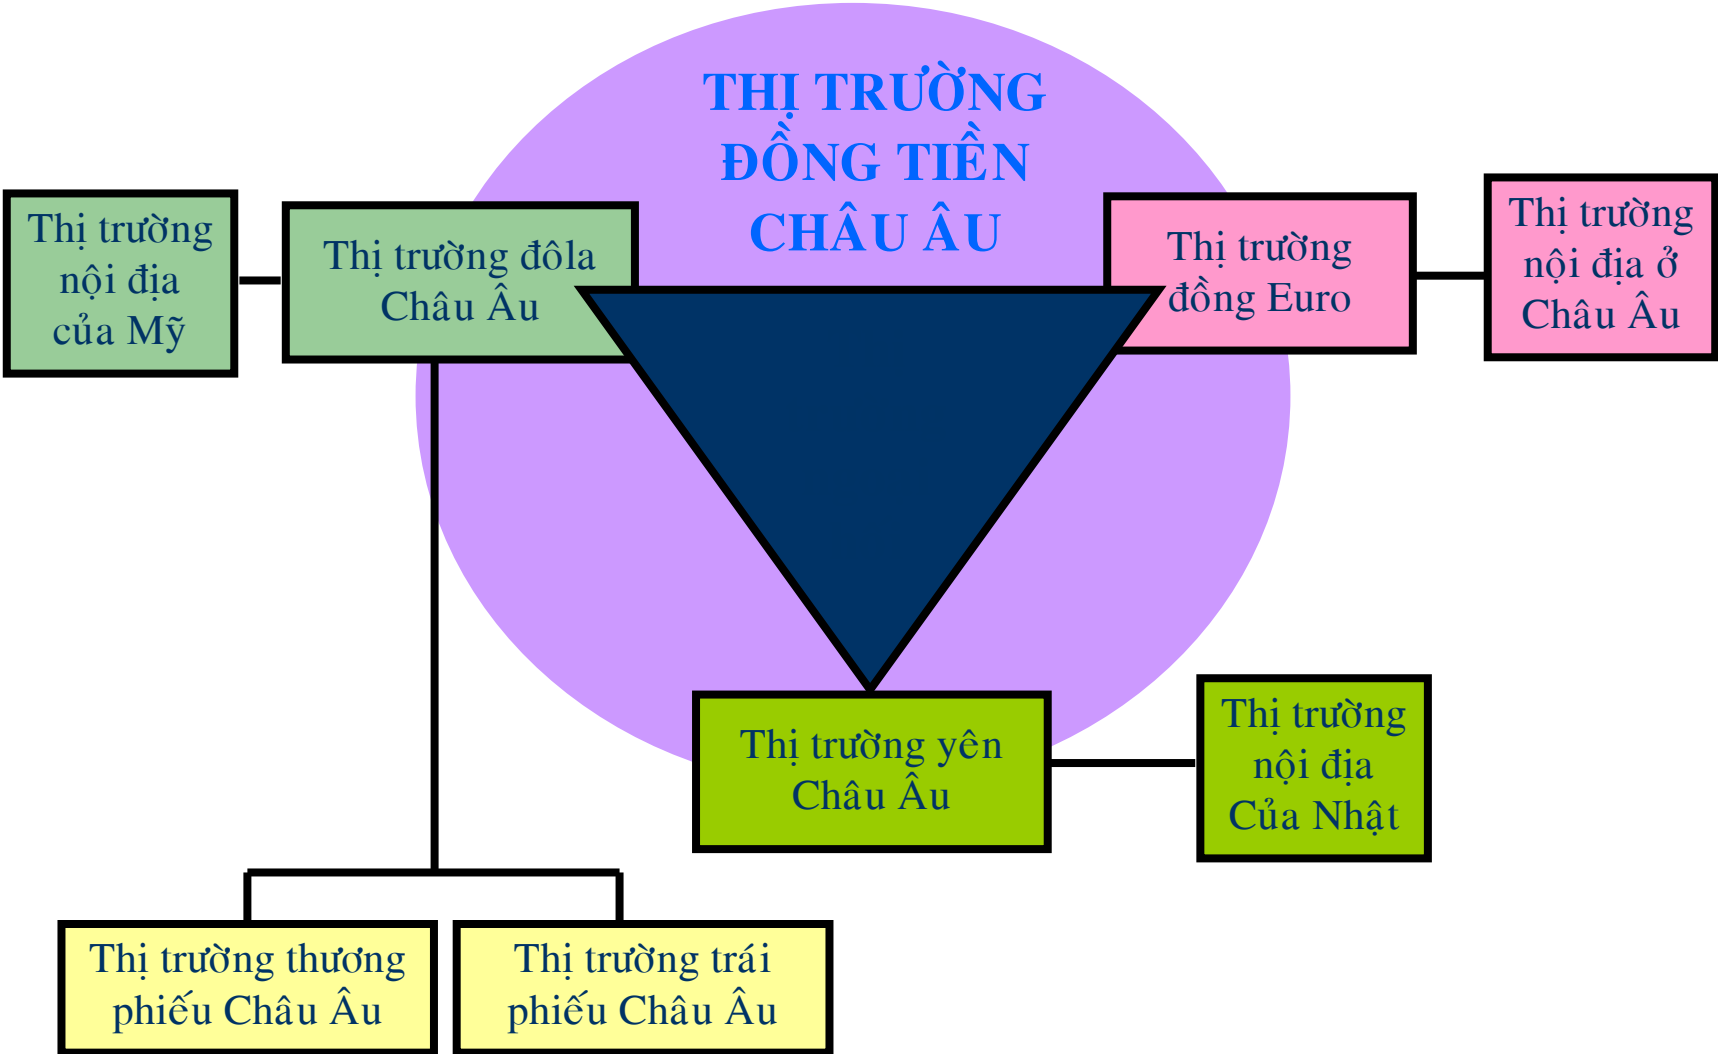 THỊ TRƯỜNG
ĐỒNG TIỀN
CHÂU ÂU
Thị trường
nội địa
của Mỹ
Thị trường đôla
Châu Âu
Thị trường
đồng Euro
Thị trường
nội địa ở
Châu Âu
Thị trường yên
Châu Âu
Thị trường
nội địa
Của Nhật
Thị trường thương
phiếu Châu Âu
Thị trường trái
phiếu Châu Âu